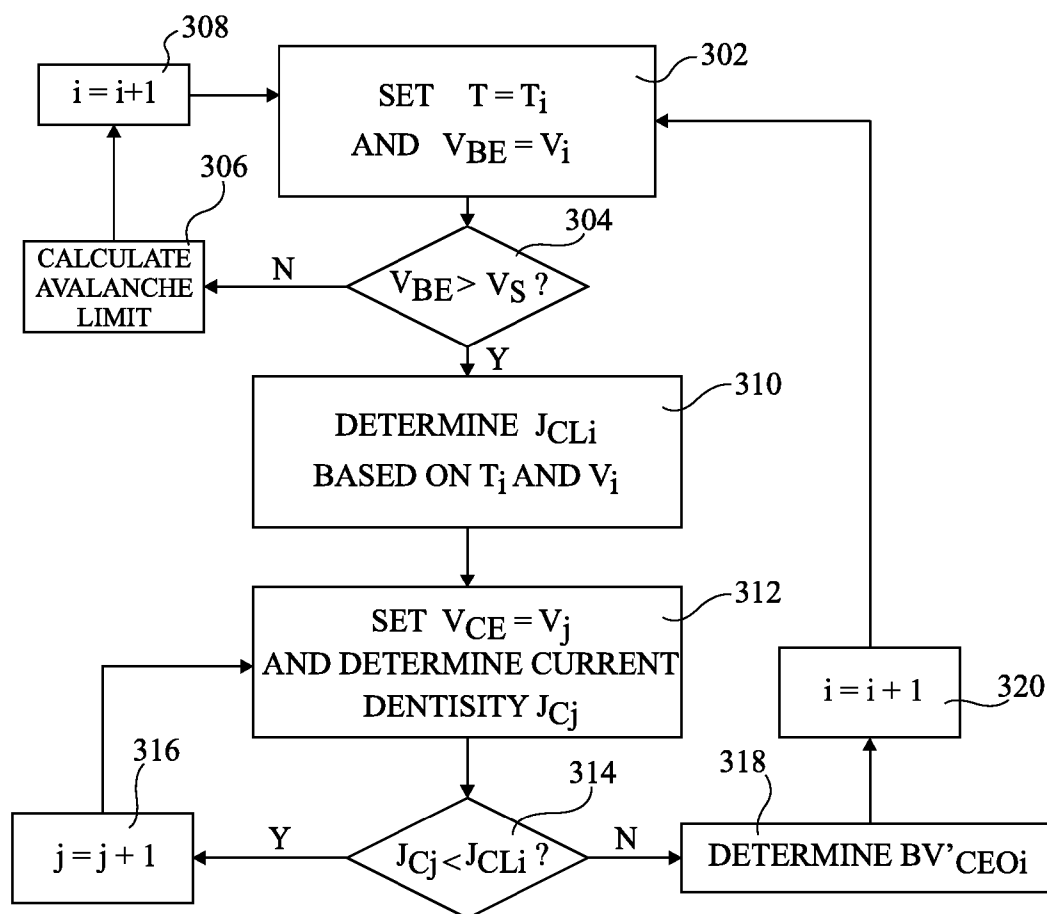 308
i = i+1
302
SET T = Ti
AND VBE = Vi
306
CALCULATE
AVALANCHE
LIMIT
N
304
VBE > VS ?
Y
310
DETERMINE JCLi
BASED ON Ti AND Vi
312
SET VCE = Vj
AND DETERMINE CURRENT
DENTISITY JCj
316
j = j + 1
Y
314
JCj < JCLi ?
N
318
DETERMINE BV’CEOi
i = i + 1
320